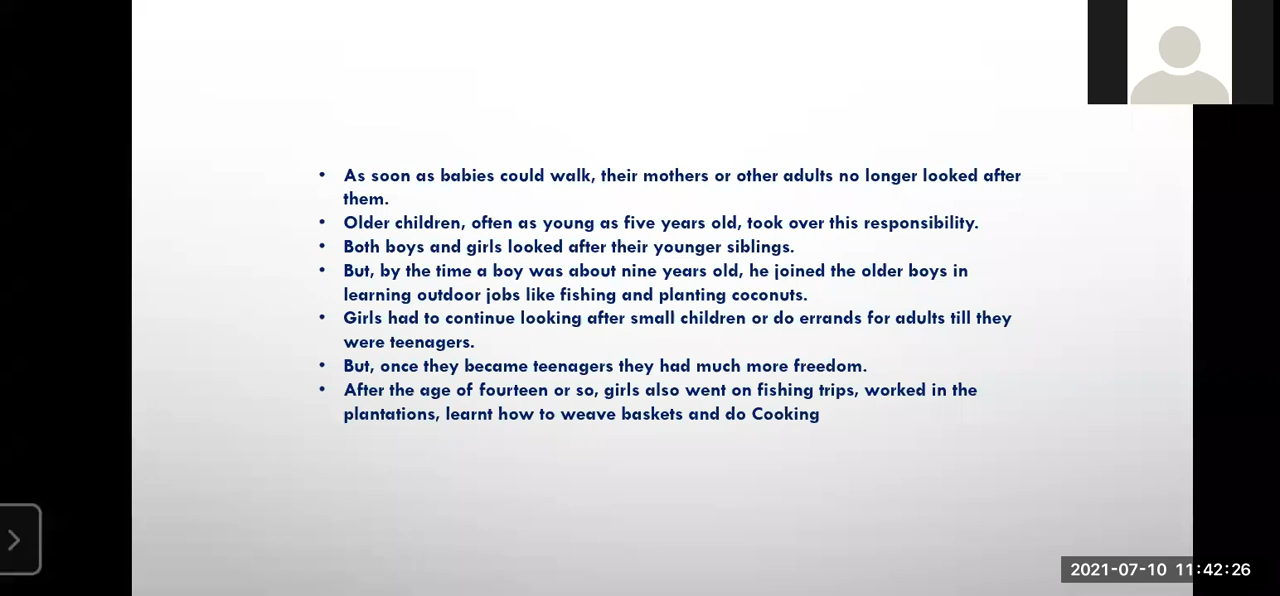 • As soon as babies could walk, their mothers or other adults no longer looked after
them.
• Older children, often as young as five years old, took over this responsibility.
• Both boys and girls looked after their younger siblings.
• But, by the time a boy was about nine years old, he joined the older boys in
learning outdoor jobs like fishing and planting coconuts.
• Girls had to continue looking after small children or do errands for adults till they
were teenagers.
• But, once they became teenagers they had much more freedom.
• After the age of fourteen or so, girls also went on fishing trips, worked in the
plantations, learnt how to weave baskets and do Cooking
2021-07-10 11:42:26